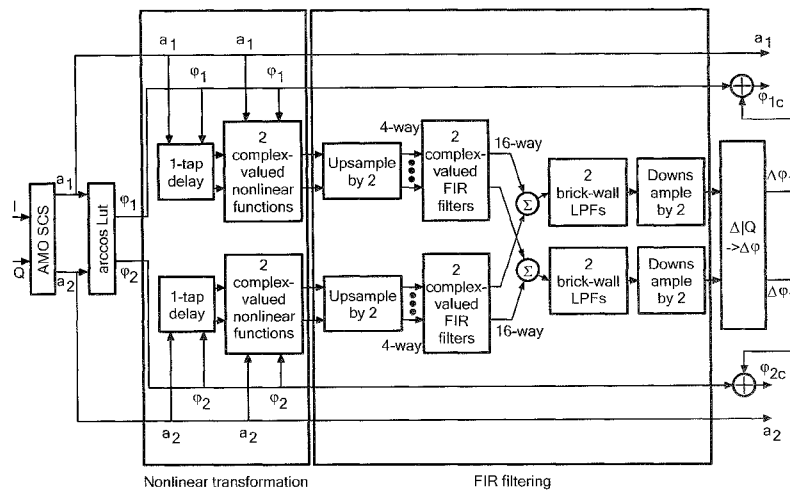 a1
a1
a1
φ1
φ1
φ1
φ1c
4-way
2
complex-
valued
FIR
filters
16-way
2
complex-
valued
nonlinear
functions
1-tap
delay
Upsample
by 2
2
brick-wall
LPFs
Downs
ample
by 2
Σ
I
Q
AMO SCS
a1
a2
arccos Lut
φ1
φ2
Δ|Q
->Δφ
Δφ
Δφ
1-tap
delay
2
complex-
valued
nonlinear
functions
Upsample
by 2
4-way
2
complex-
valued
FIR
filters
16-way
Σ
2
brick-wall
LPFs
Downs
ample
by 2
φ2
φ2
φ2c
a2
a2
a2
Nonlinear transformation
FIR filtering